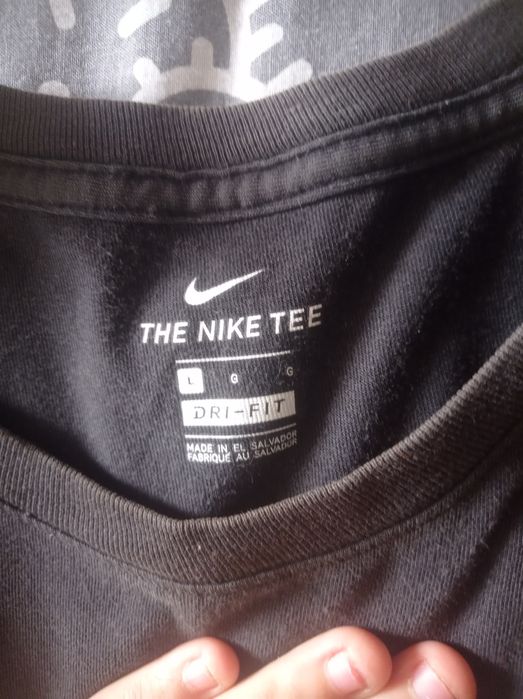 THE NIKE TEE
L G G
DRI-FIT
MADE IN EL SALVADOR
FABRIQUÉ AU SALVADOR